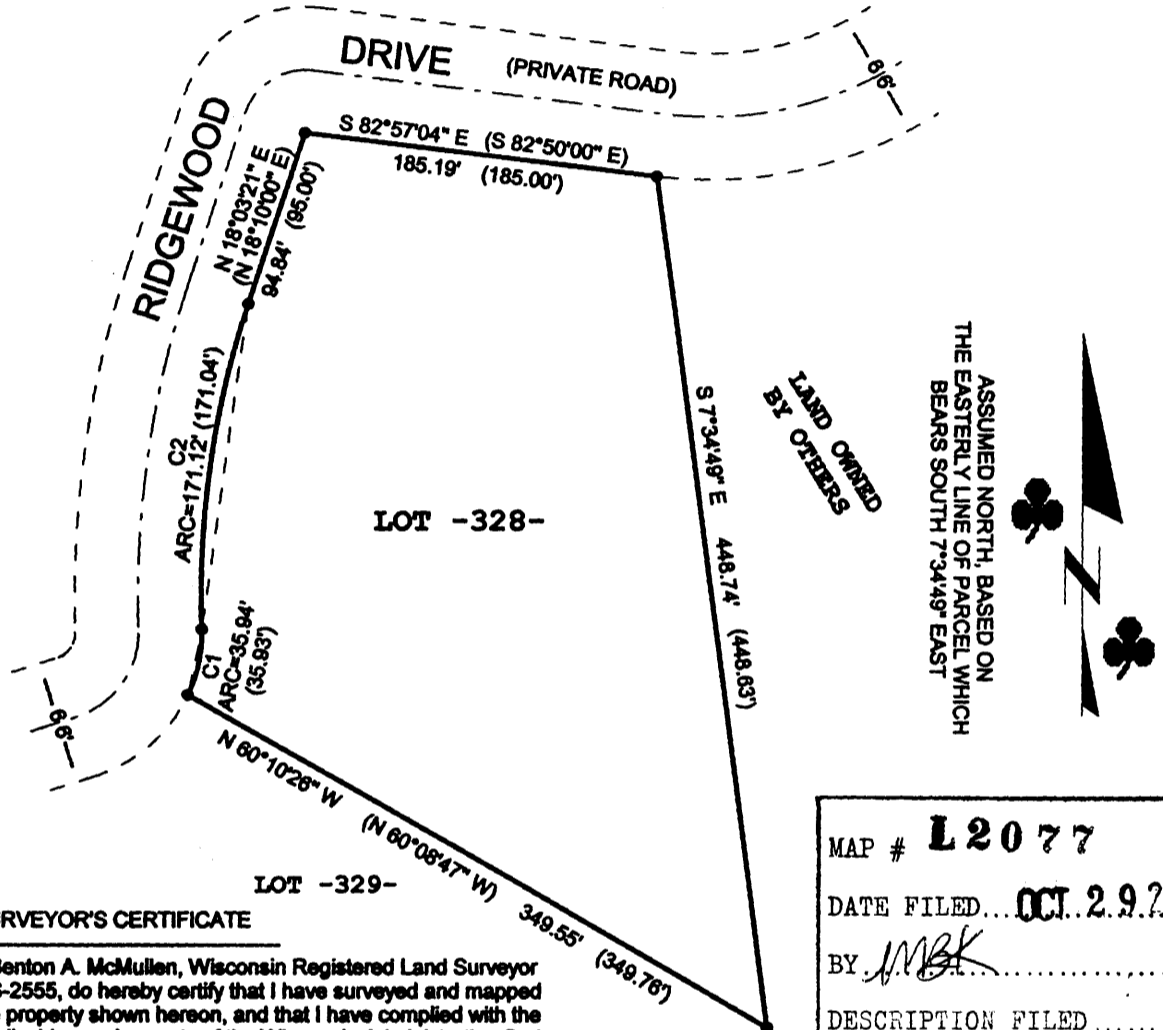 DRIVE (PRIVATE ROAD)
66'
RIDGEWOOD
S 82°57'04" E (S 82°50'00" E)
185.19' (185.00')
N 18°03'21" E
(N 18°10'00" E)
94.84' (95.00')
C2
ARC=171.12' (171.04')
C1
ARC=35.94'
(35.93')
66'
LOT -328-
S 7°34'49" E 448.74' (448.63')
LAND OWNED
BY OTHERS
ASSUMED NORTH, BASED ON
THE EASTERLY LINE OF PARCEL WHICH
BEARS SOUTH 7°34'49" EAST
N
N 60°10'26" W (N 60°08'47" W) 349.55' (349.76')
LOT -329-
RVEYOR'S CERTIFICATE
Benton A. McMullen, Wisconsin Registered Land Surveyor
-2555, do hereby certify that I have surveyed and mapped
property shown hereon, and that I have complied with the
MAP # L2077
DATE FILED... OCT. 29.
BY
DESCRIPTION FILED......